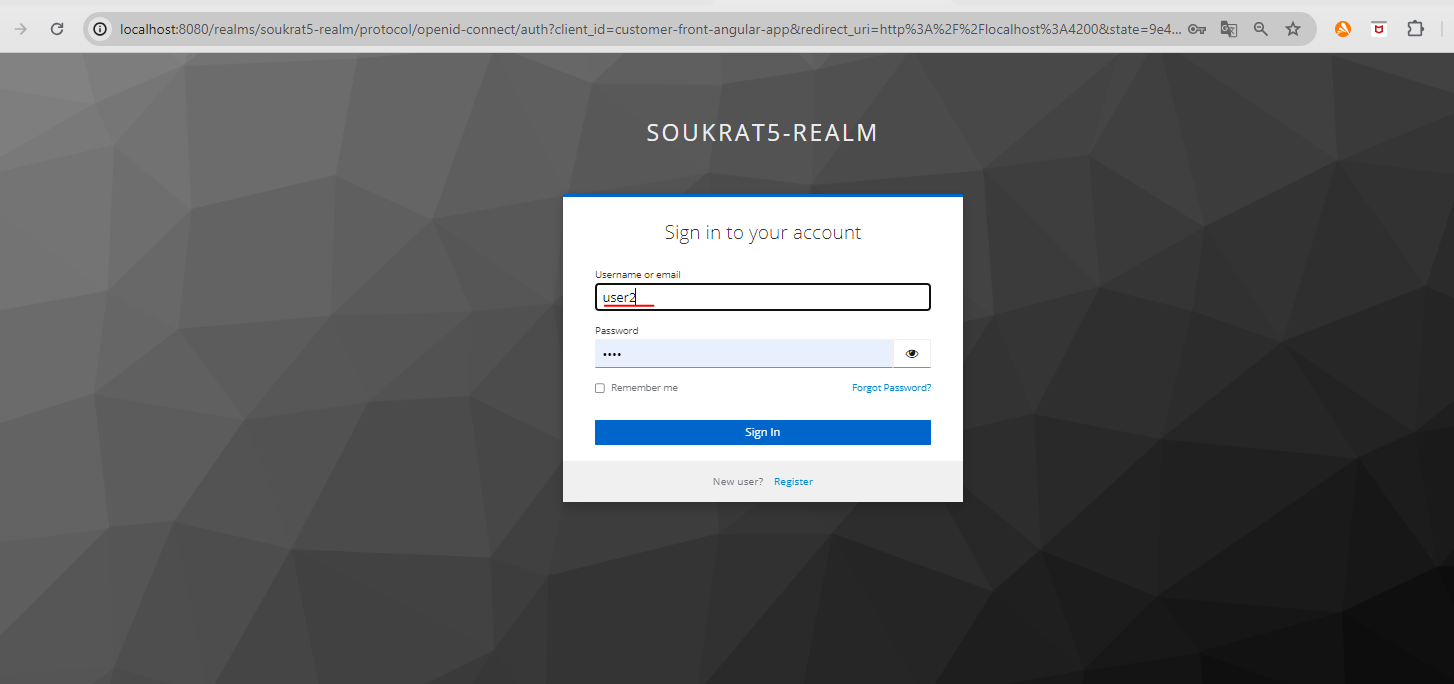 localhost:8080/realms/soukrat5-realm/protocol/openid-connect/auth?client_id=customer-front-angular-app&redirect_uri=http%3A%2F%2Flocalhost%3A4200&state=9e4...
SOUKRAT5-REALM
Sign in to your account
Username or email
user2
Password
••••
Remember me
Forgot Password?
Sign In
New user? Register